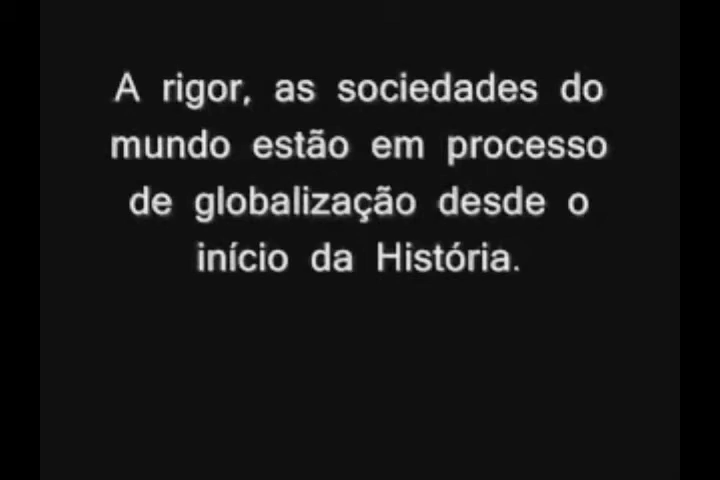 A rigor, as sociedades do
mundo estão em processo
de globalização desde o
início da História.